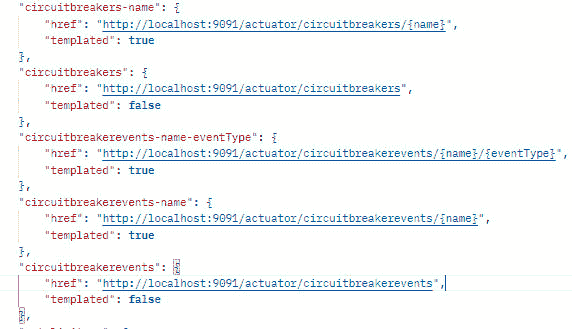 "circuitbreakers-name": {
"href": "http://localhost:9091/actuator/circuitbreakers/{name}",
"templated": true
},
"circuitbreakers": {
"href": "http://localhost:9091/actuator/circuitbreakers",
"templated": false
},
"circuitbreakerevents-name-eventType": {
"href": "http://localhost:9091/actuator/circuitbreakerevents/{name}/{eventType}",
"templated": true
},
"circuitbreakerevents-name": {
"href": "http://localhost:9091/actuator/circuitbreakerevents/{name}",
"templated": true
},
"circuitbreakerevents": {
"href": "http://localhost:9091/actuator/circuitbreakerevents",
"templated": false
},